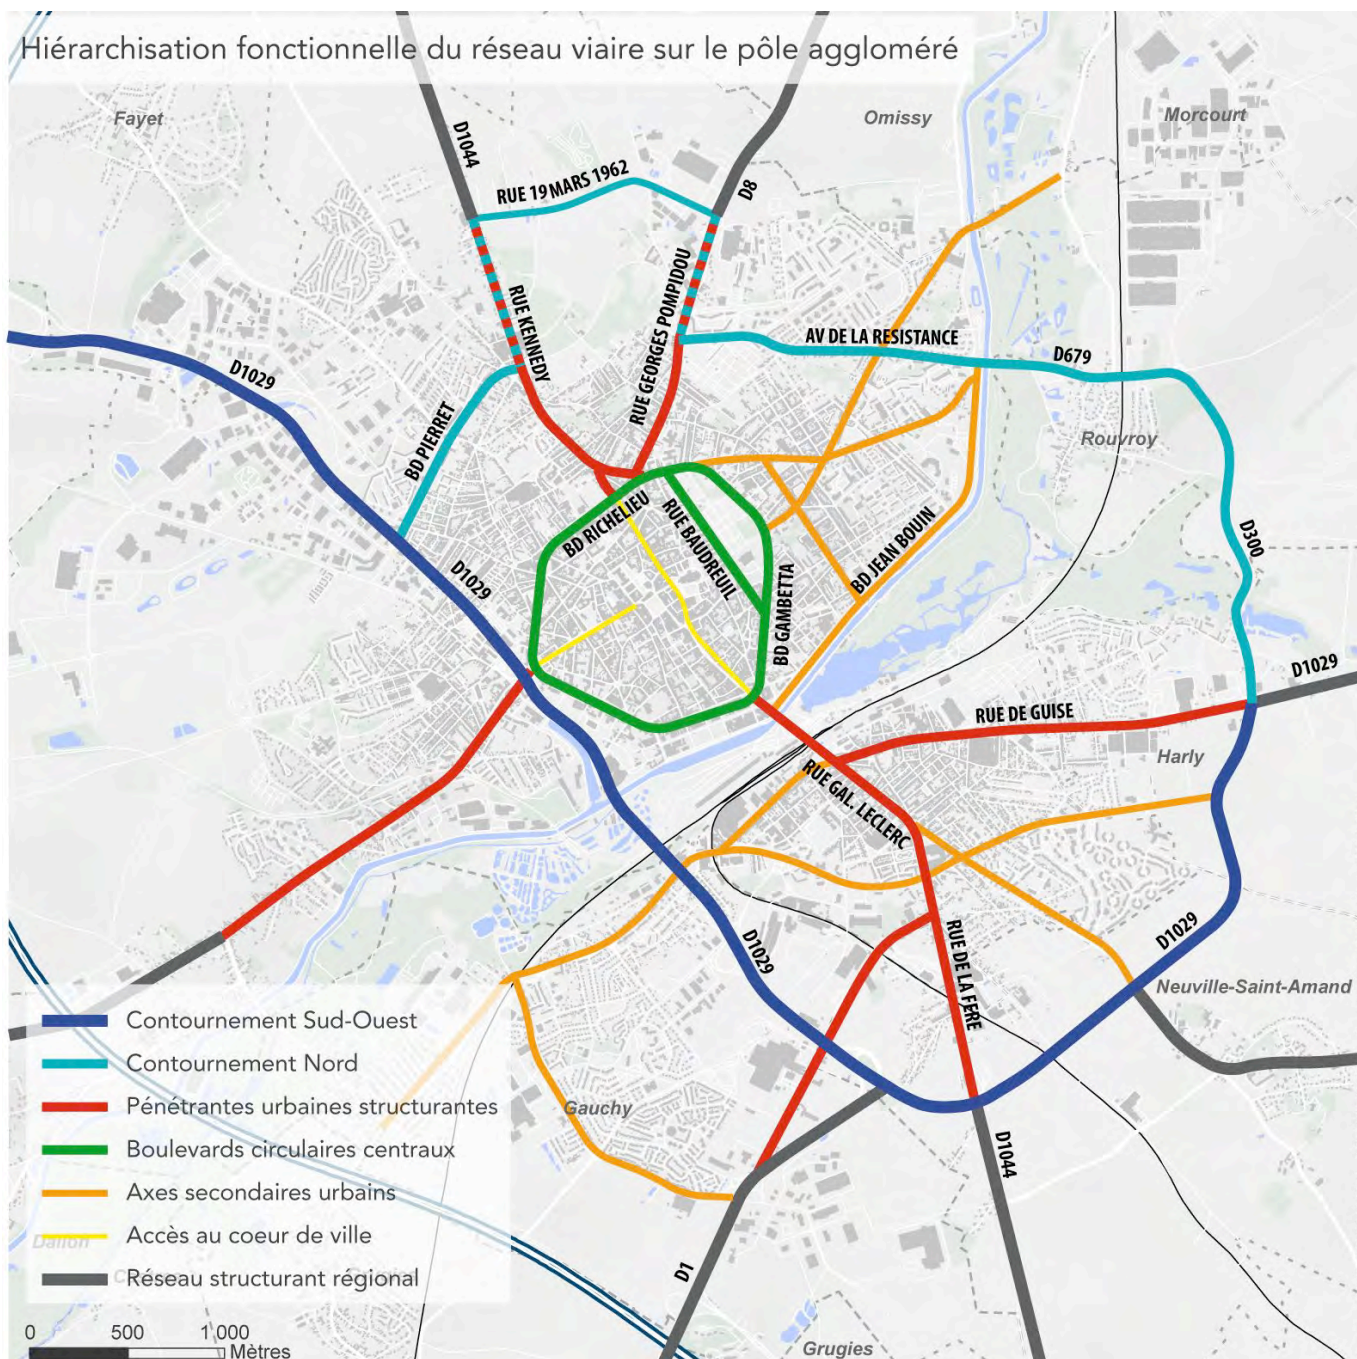 Hiérarchisation fonctionnelle du réseau viaire sur le pôle aggloméré
Fayet
Omissy
Morcourt
D1044
RUE 19 MARS 1962
D8
RUE KENNEDY
RUE GEORGES POMPIDOU
AV DE LA RESISTANCE
D679
D1029
BD PIERRET
Rouvroy
BD RICHELIEU
RUE BAUDREUIL
BD JEAN BOUIN
D300
D1029
BD GAMBETTA
D1029
RUE DE GUISE
Harly
RUE GAL. LECLERC
D1029
RUE DE LA FERE
D1029
Neuville-Saint-Amand
Gauchy
D1044
D1
Grugies
Contournement Sud-Ouest
Contournement Nord
Pénétrantes urbaines structurantes
Boulevards circulaires centraux
Axes secondaires urbains
Accès au coeur de ville
Dallon
Réseau structurant régional
0 500 1 000
Mètres